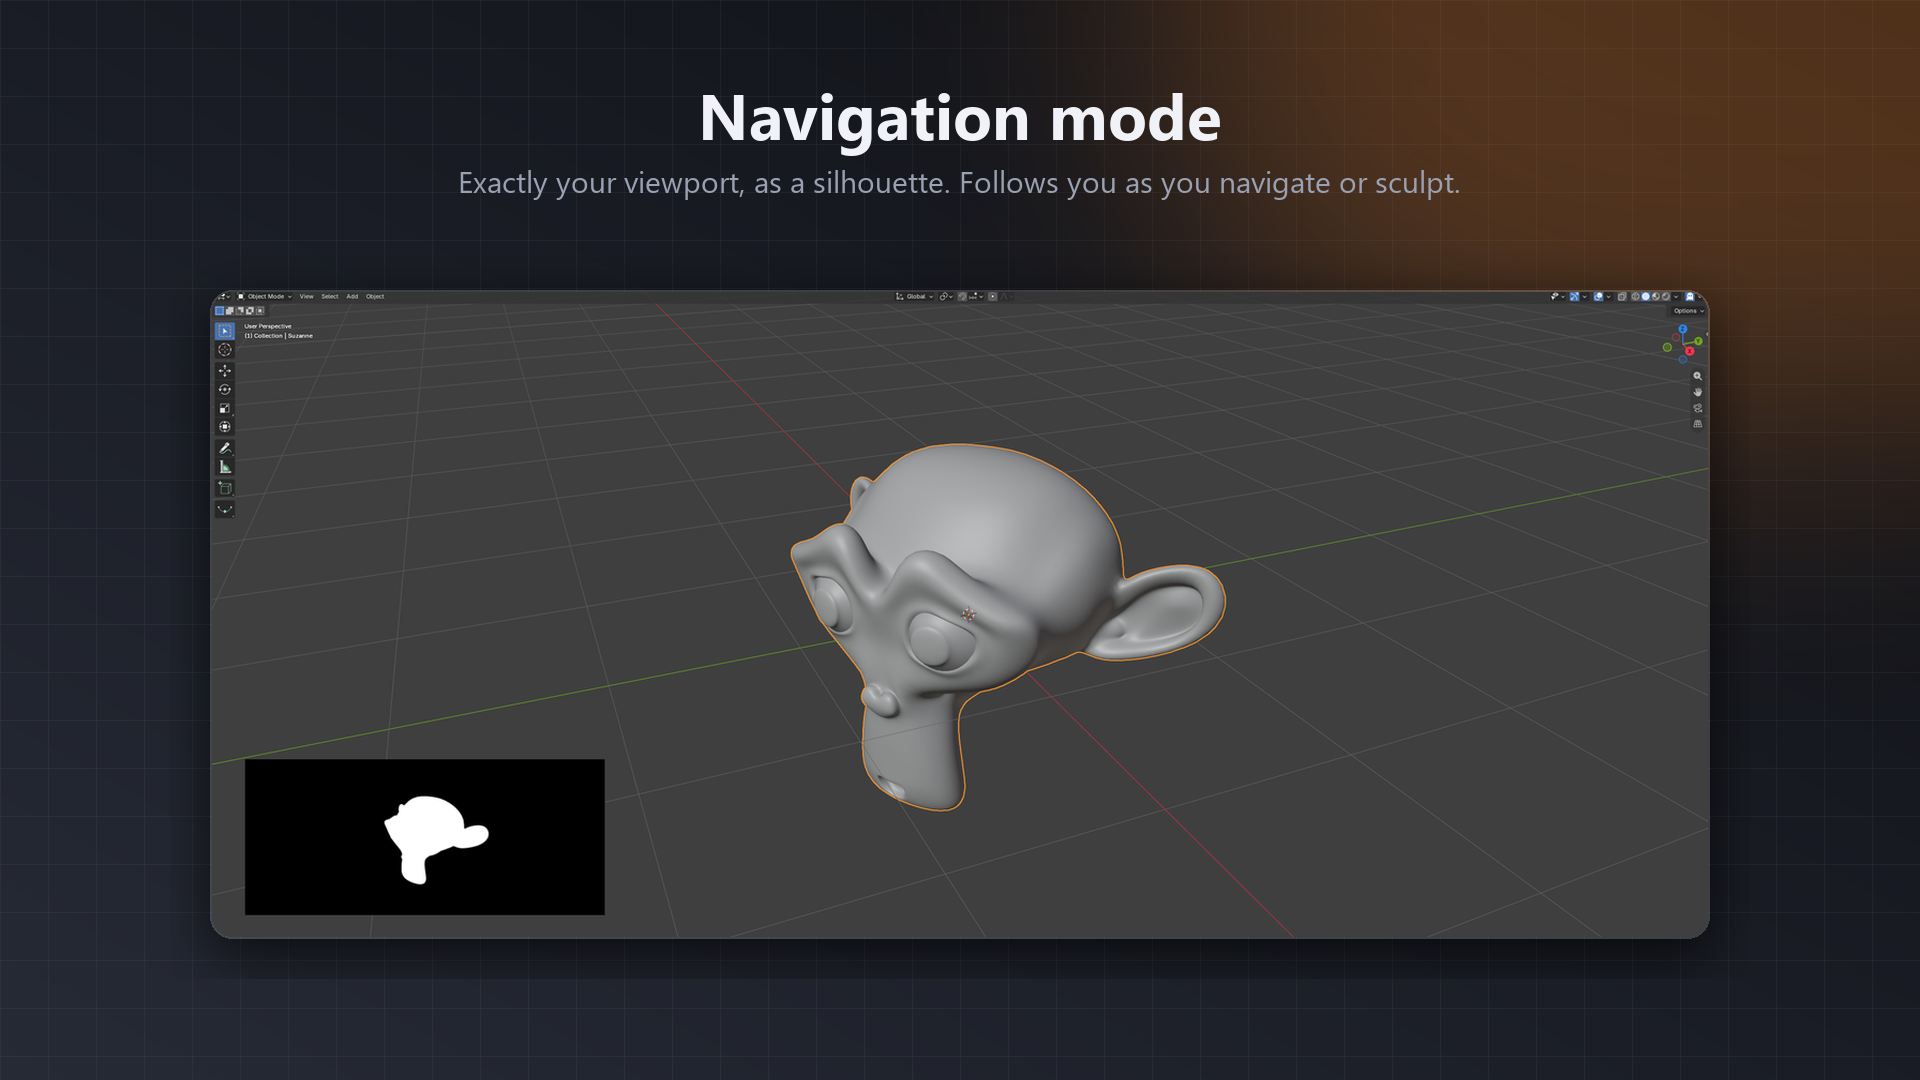 Navigation mode
Exactly your viewport, as a silhouette. Follows you as you navigate or sculpt.
Object Mode View Select Add Object Global
Options
User Perspective
(1) Collection | Suzanne
Z
Y
X